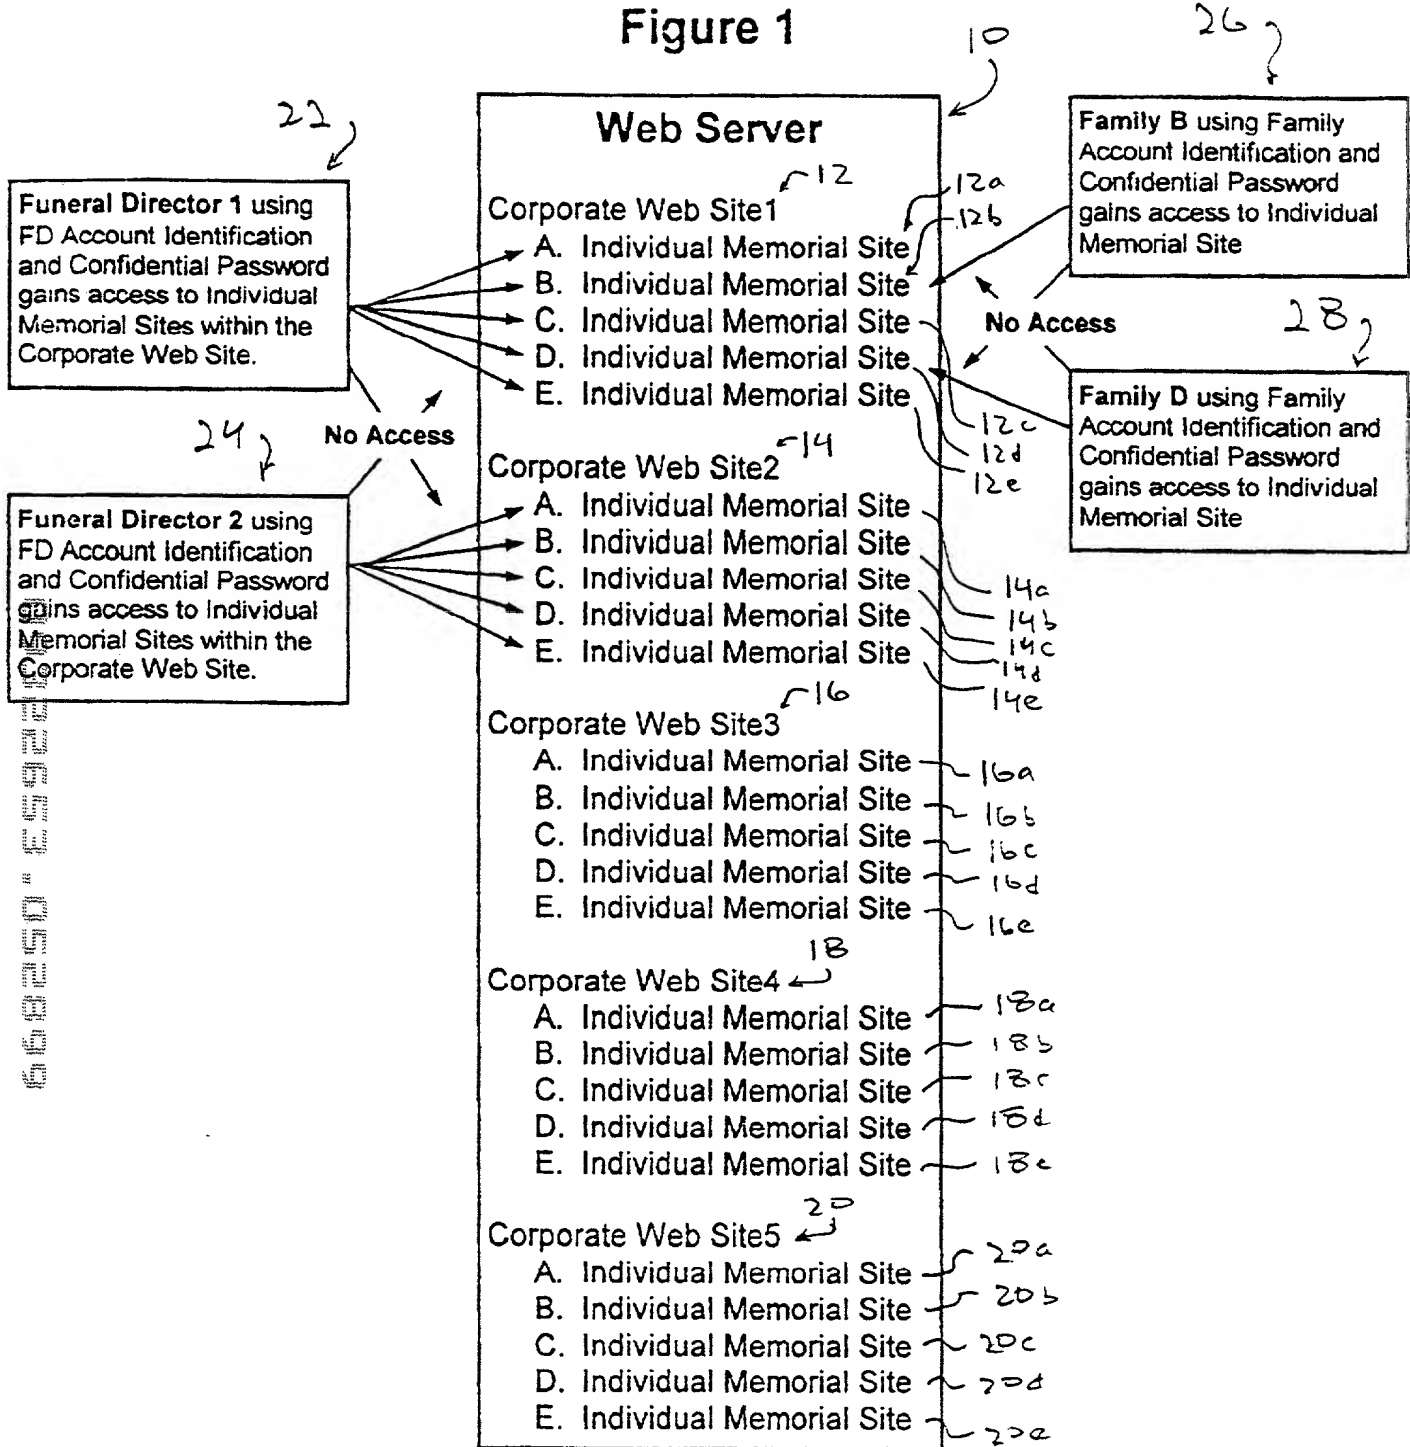 Figure 1
10
26
22
Web Server
Funeral Director 1 using
FD Account Identification
and Confidential Password
gains access to Individual
Memorial Sites within the
Corporate Web Site.
Family B using Family
Account Identification and
Confidential Password
gains access to Individual
Memorial Site
Corporate Web Site1
12
A. Individual Memorial Site
12a
B. Individual Memorial Site
12b
C. Individual Memorial Site
D. Individual Memorial Site
E. Individual Memorial Site
No Access
28
Family D using Family
Account Identification and
Confidential Password
gains access to Individual
Memorial Site
12c
12d
12e
24
No Access
Funeral Director 2 using
FD Account Identification
and Confidential Password
gains access to Individual
Memorial Sites within the
Corporate Web Site.
Corporate Web Site2
14
A. Individual Memorial Site
B. Individual Memorial Site
C. Individual Memorial Site
D. Individual Memorial Site
E. Individual Memorial Site
14a
14b
14c
14d
14e
Corporate Web Site3
16
A. Individual Memorial Site
16a
B. Individual Memorial Site
16b
C. Individual Memorial Site
16c
D. Individual Memorial Site
16d
E. Individual Memorial Site
16e
Corporate Web Site4
18
A. Individual Memorial Site
18a
B. Individual Memorial Site
18b
C. Individual Memorial Site
18c
D. Individual Memorial Site
18d
E. Individual Memorial Site
18e
Corporate Web Site5
20
A. Individual Memorial Site
20a
B. Individual Memorial Site
20b
C. Individual Memorial Site
20c
D. Individual Memorial Site
20d
E. Individual Memorial Site
20e